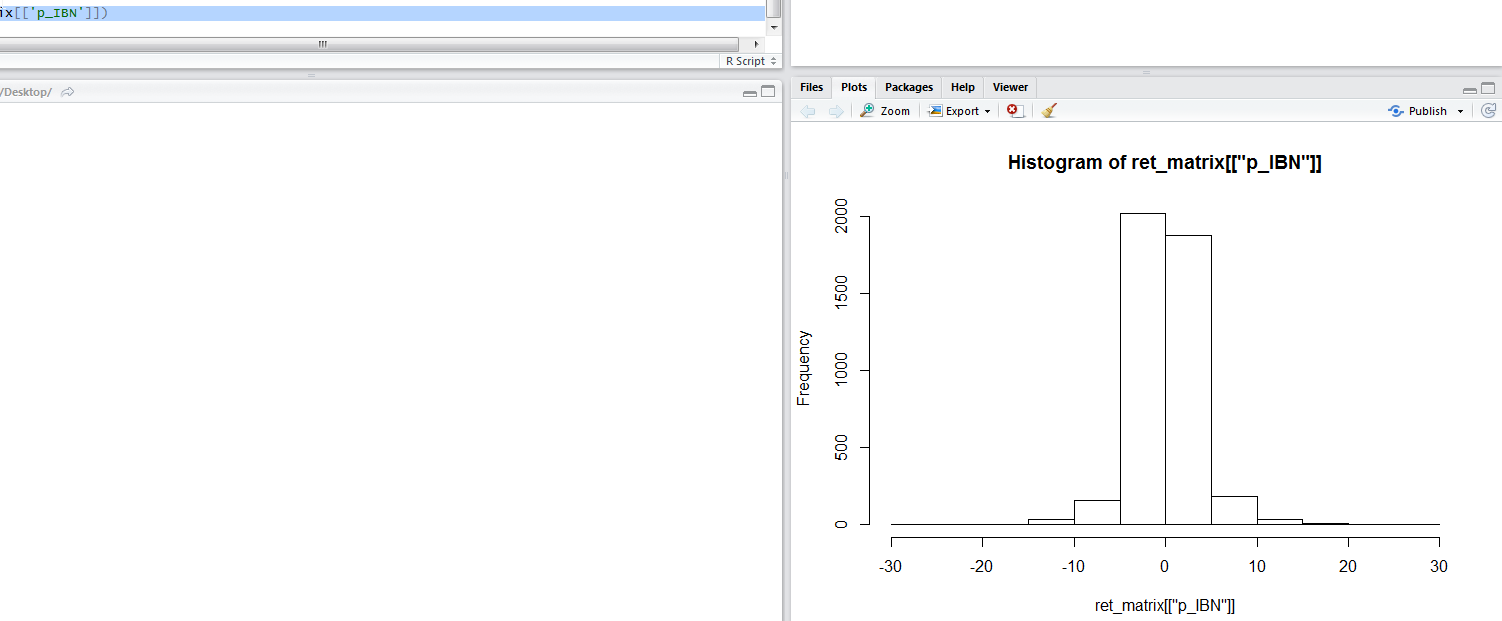 ix[['p_IBN']])
R Script
/Desktop/
Files Plots Packages Help Viewer
Zoom Export Publish
Histogram of ret_matrix[["p_IBN"]]
Frequency
2000
1500
1000
500
0
-30 -20 -10 0 10 20 30
ret_matrix[["p_IBN"]]